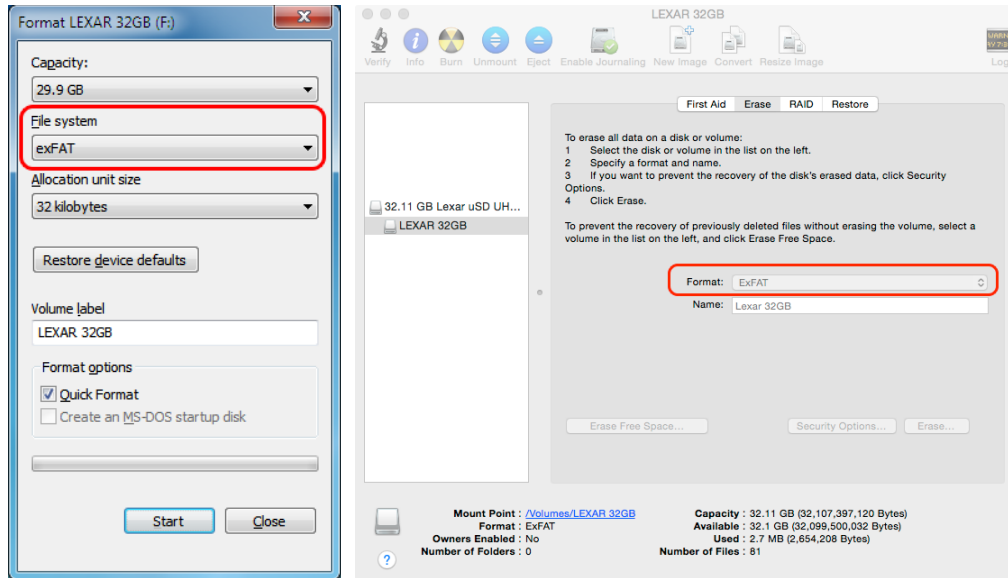 Format LEXAR 32GB (F:)
Capacity:
29.9 GB
File system
exFAT
Allocation unit size
32 kilobytes
Restore device defaults
Volume label
LEXAR 32GB
Format options
Quick Format
Create an MS-DOS startup disk
Start
Close
LEXAR 32GB
Verify Info Burn Unmount Eject Enable Journaling New Image Convert Resize Image Log
32.11 GB Lexar uSD UH...
LEXAR 32GB
First Aid Erase RAID Restore
To erase all data on a disk or volume:
1 Select the disk or volume in the list on the left.
2 Specify a format and name.
3 If you want to prevent the recovery of the disk's erased data, click Security
Options.
4 Click Erase.
To prevent the recovery of previously deleted files without erasing the volume, select a
volume in the list on the left, and click Erase Free Space.
Format: ExFAT
Name: Lexar 32GB
Erase Free Space... Security Options... Erase...
Mount Point : /Volumes/LEXAR 32GB
Format : ExFAT
Owners Enabled : No
Number of Folders : 0
Capacity : 32.11 GB (32,107,397,120 Bytes)
Available : 32.1 GB (32,099,500,032 Bytes)
Used : 2.7 MB (2,654,208 Bytes)
Number of Files : 81
?